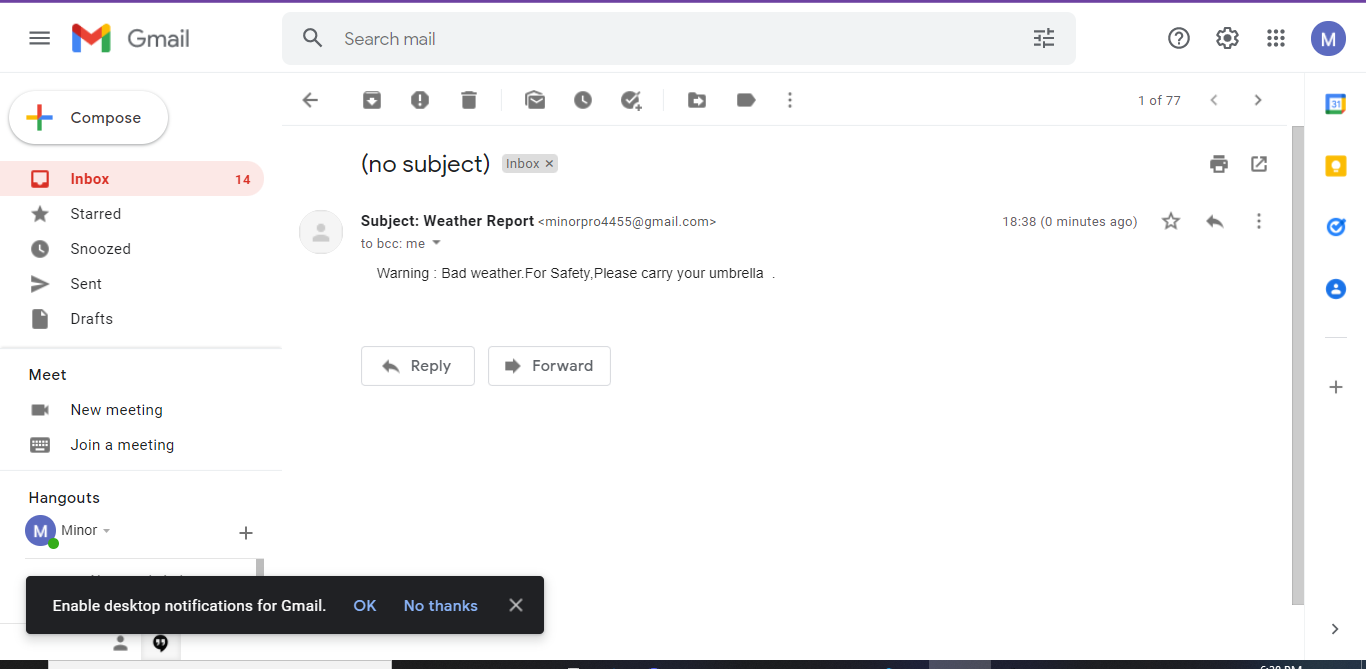 Gmail
Search mail
M
Compose
1 of 77
31
(no subject) Inbox ×
Inbox 14
Starred
Subject: Weather Report <minorpro4455@gmail.com> 18:38 (0 minutes ago)
to bcc: me
Snoozed
Warning : Bad weather.For Safety,Please carry your umbrella .
Sent
Drafts
Reply Forward
Meet
New meeting
Join a meeting
Hangouts
M Minor
Enable desktop notifications for Gmail. OK No thanks